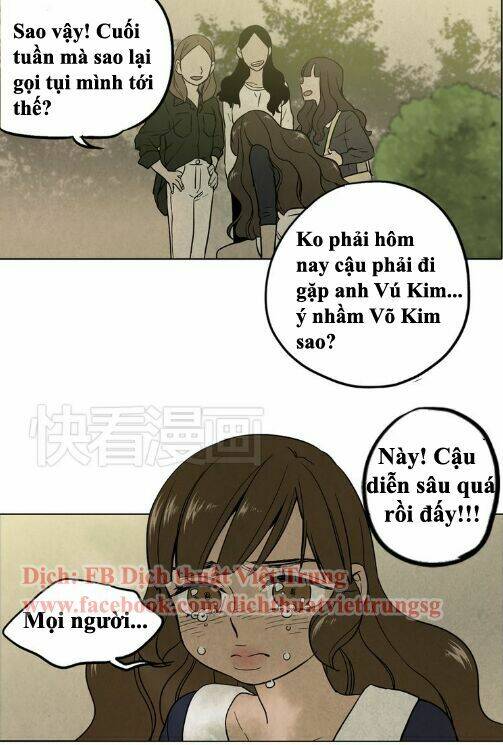 Sao vậy! Cuối
tuần mà sao lại
gọi tụi mình tới
thế?
Ko phải hôm
nay cậu phải đi
gặp anh Vú Kim...
ý nhầm Võ Kim
sao?
快看漫画
Này! Cậu
diễn sâu quá
rồi đấy!!!
Dịch: FB Dịch thuật Việt Trung
www.facebook.com/dichthuatviettrungsg
Mọi người...